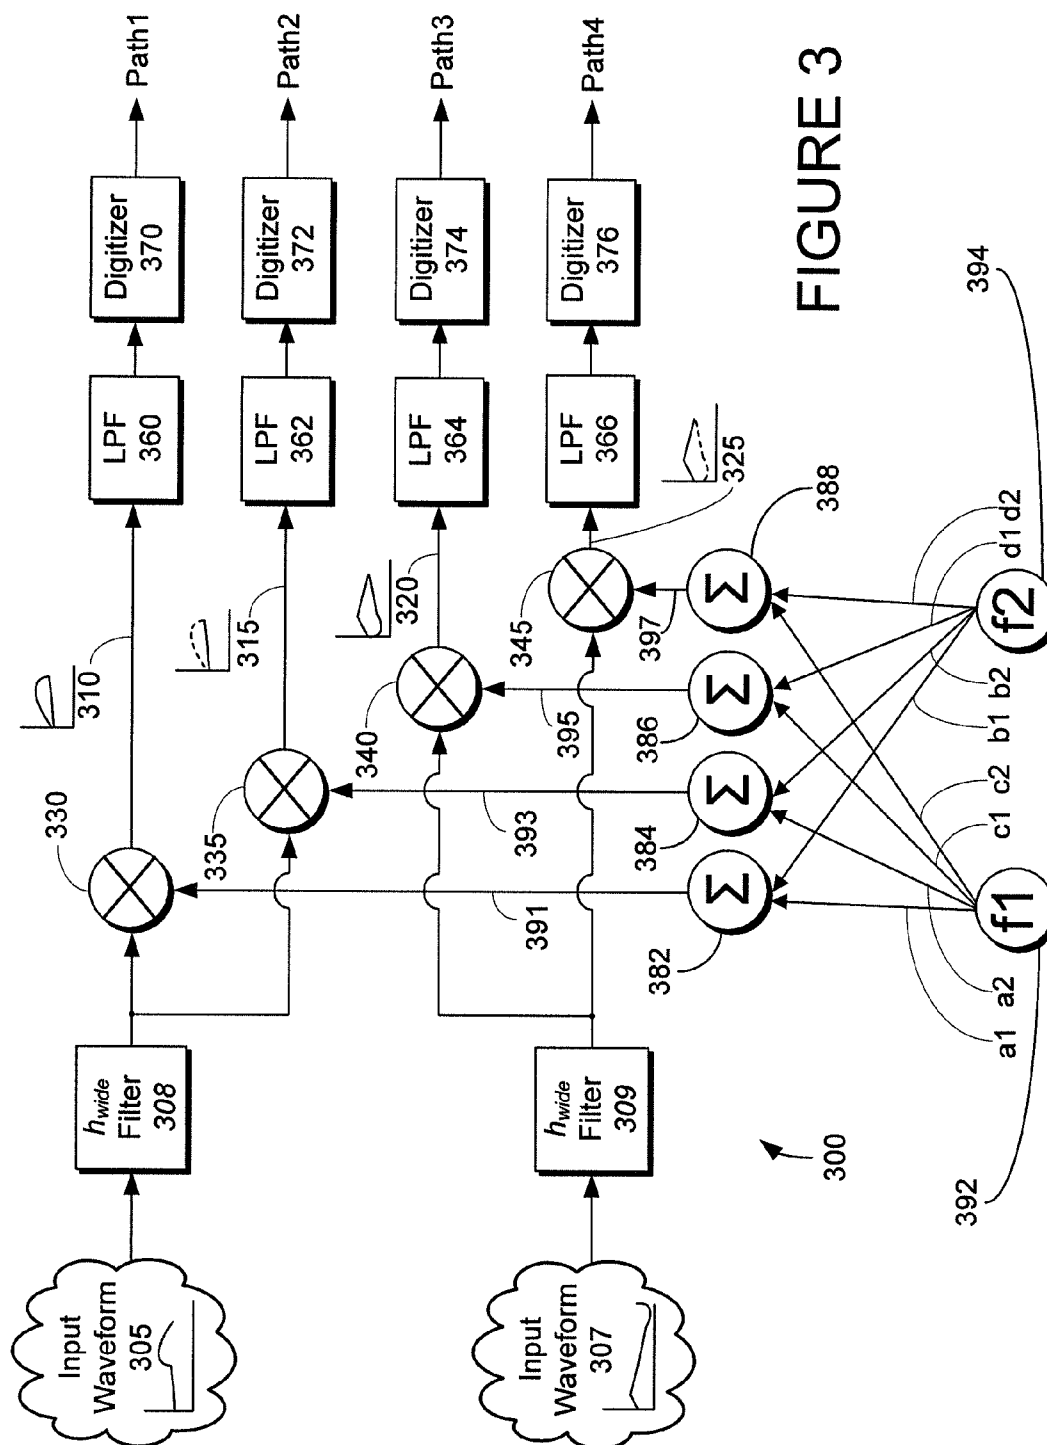 Input
Waveform
305
h_wide
Filter
308
330
310
LPF
360
Digitizer
370
Path1
335
315
LPF
362
Digitizer
372
Path2
340
320
LPF
364
Digitizer
374
Path3
Input
Waveform
307
h_wide
Filter
309
345
325
LPF
366
Digitizer
376
Path4
391
393
395
397
382
Σ
384
Σ
386
Σ
388
Σ
300
392
f1
a1
a2
c1
c2
b1
b2
d1
d2
f2
394
FIGURE 3